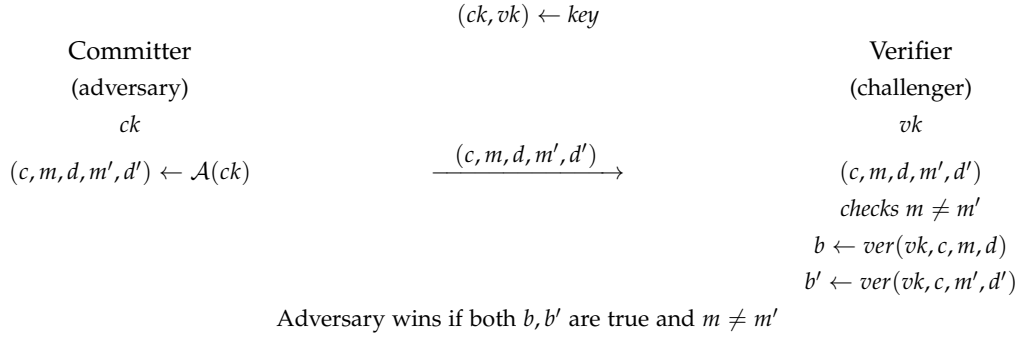 (ck, vk) ← key
Committer Verifier
(adversary) (challenger)
ck vk
(c, m, d, m′, d′) ← 𝒜(ck) (c, m, d, m′, d′) (c, m, d, m′, d′)
checks m ≠ m′
b ← ver(vk, c, m, d)
b′ ← ver(vk, c, m′, d′)
Adversary wins if both b, b′ are true and m ≠ m′